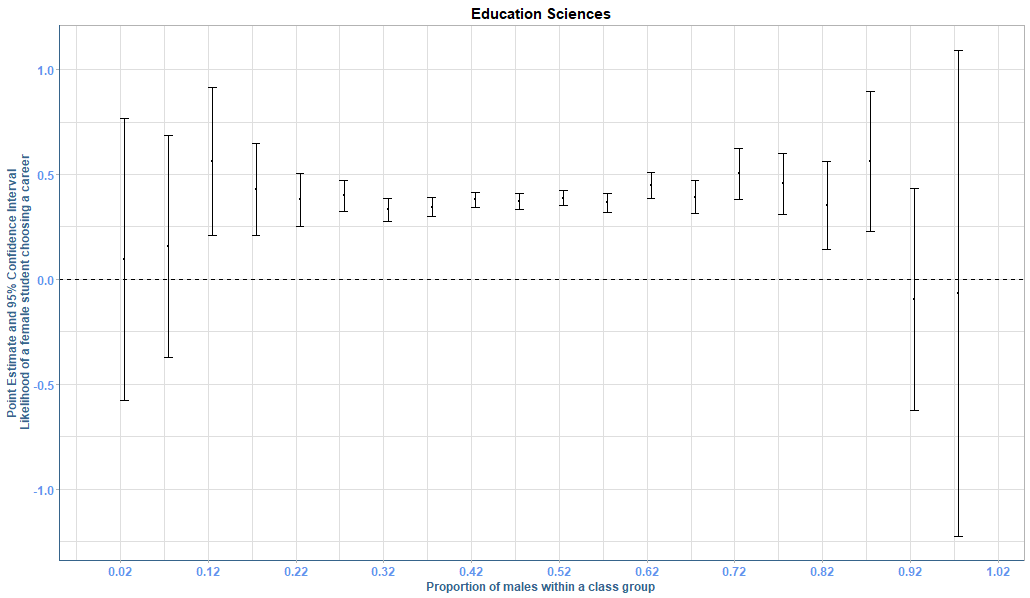 Education Sciences
Point Estimate and 95% Confidence Interval
Likelihood of a female student choosing a career
1.0
0.5
0.0
-0.5
-1.0
0.02 0.12 0.22 0.32 0.42 0.52 0.62 0.72 0.82 0.92 1.02
Proportion of males within a class group